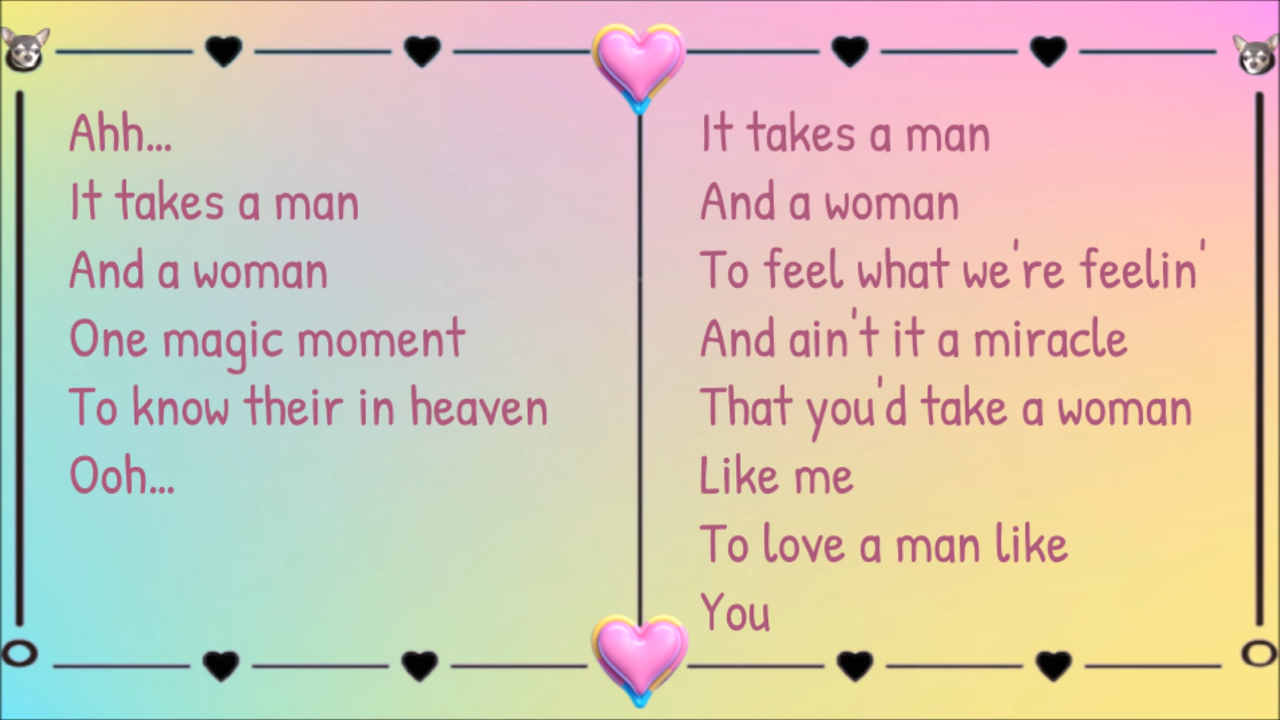 Ahh...
It takes a man
And a woman
One magic moment
To know their in heaven
Ooh...
It takes a man
And a woman
To feel what we're feelin'
And ain't it a miracle
That you'd take a woman
Like me
To love a man like
You